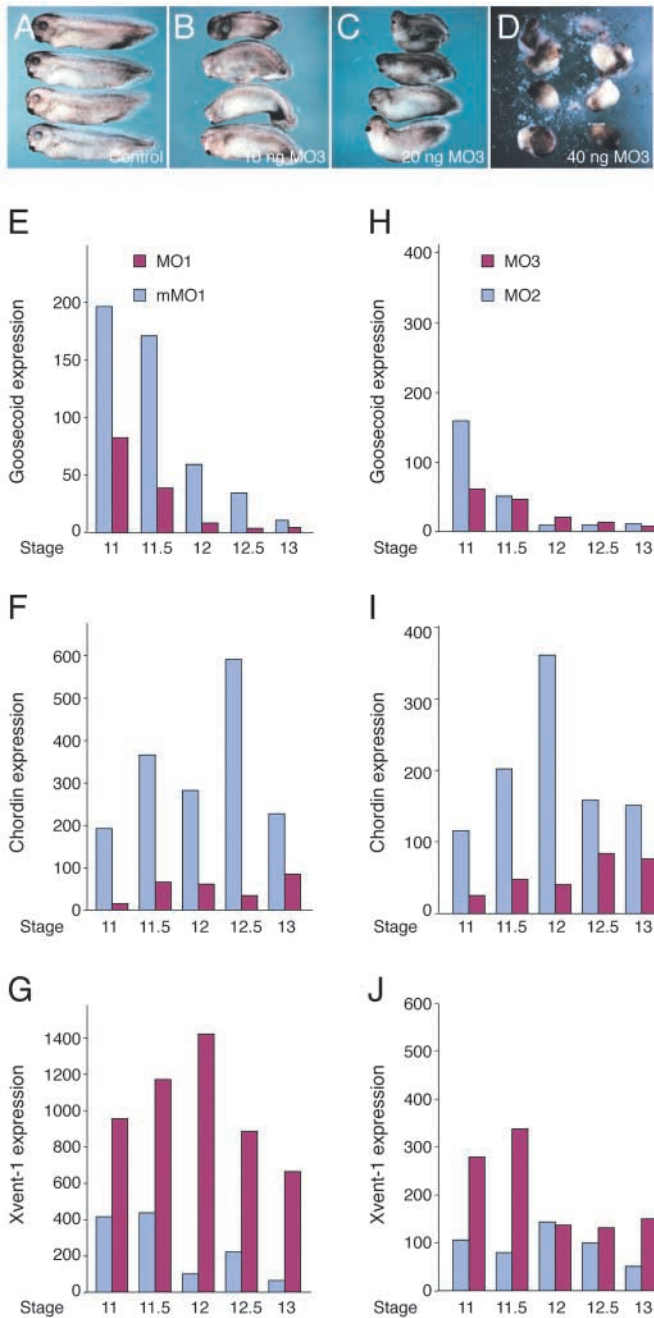 A B C D
Control 10 ng MO3 20 ng MO3 40 ng MO3
E
MO1
mMO1
Goosecoid expression
200
150
100
50
0
Stage 11 11.5 12 12.5 13
H
MO3
MO2
Goosecoid expression
400
300
200
100
0
Stage 11 11.5 12 12.5 13
F
Chordin expression
600
400
300
200
100
0
Stage 11 11.5 12 12.5 13
I
Chordin expression
400
300
200
100
0
Stage 11 11.5 12 12.5 13
G
Xvent-1 expression
1400
1200
1000
800
600
400
200
0
Stage 11 11.5 12 12.5 13
J
Xvent-1 expression
600
500
400
300
200
100
0
Stage 11 11.5 12 12.5 13